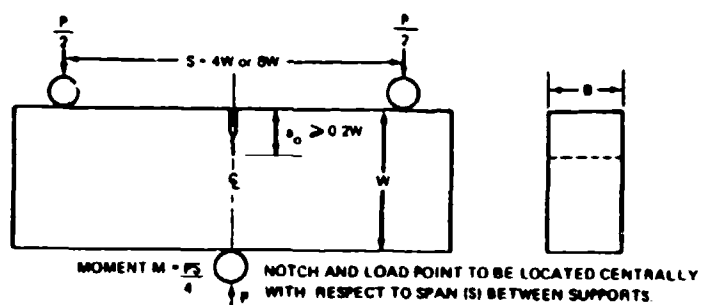 P P
2 2
S = 4W or 8W
B
a₀ ≥ 0.2W
W
℄
MOMENT M = PS/4
P
NOTCH AND LOAD POINT TO BE LOCATED CENTRALLY
WITH RESPECT TO SPAN (S) BETWEEN SUPPORTS.